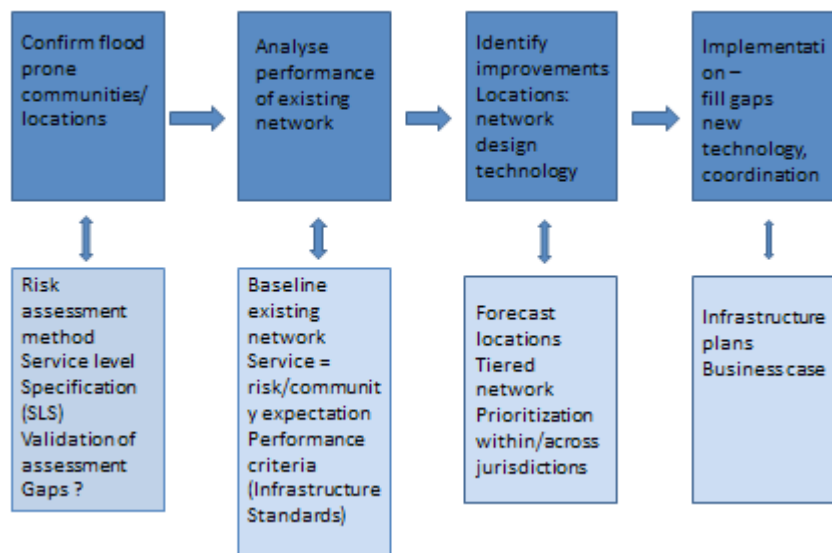 Confirm flood
prone
communities/
locations
Analyse
performance
of existing
network
Identify
improvements
Locations:
network
design
technology
Implementati
on –
fill gaps
new
technology,
coordination
Risk
assessment
method
Service level
Specification
(SLS)
Validation of
assessment
Gaps ?
Baseline
existing
network
Service =
risk/communit
y expectation
Performance
criteria
(Infrastructure
Standards)
Forecast
locations
Tiered
network
Prioritization
within/across
jurisdictions
Infrastructure
plans
Business case